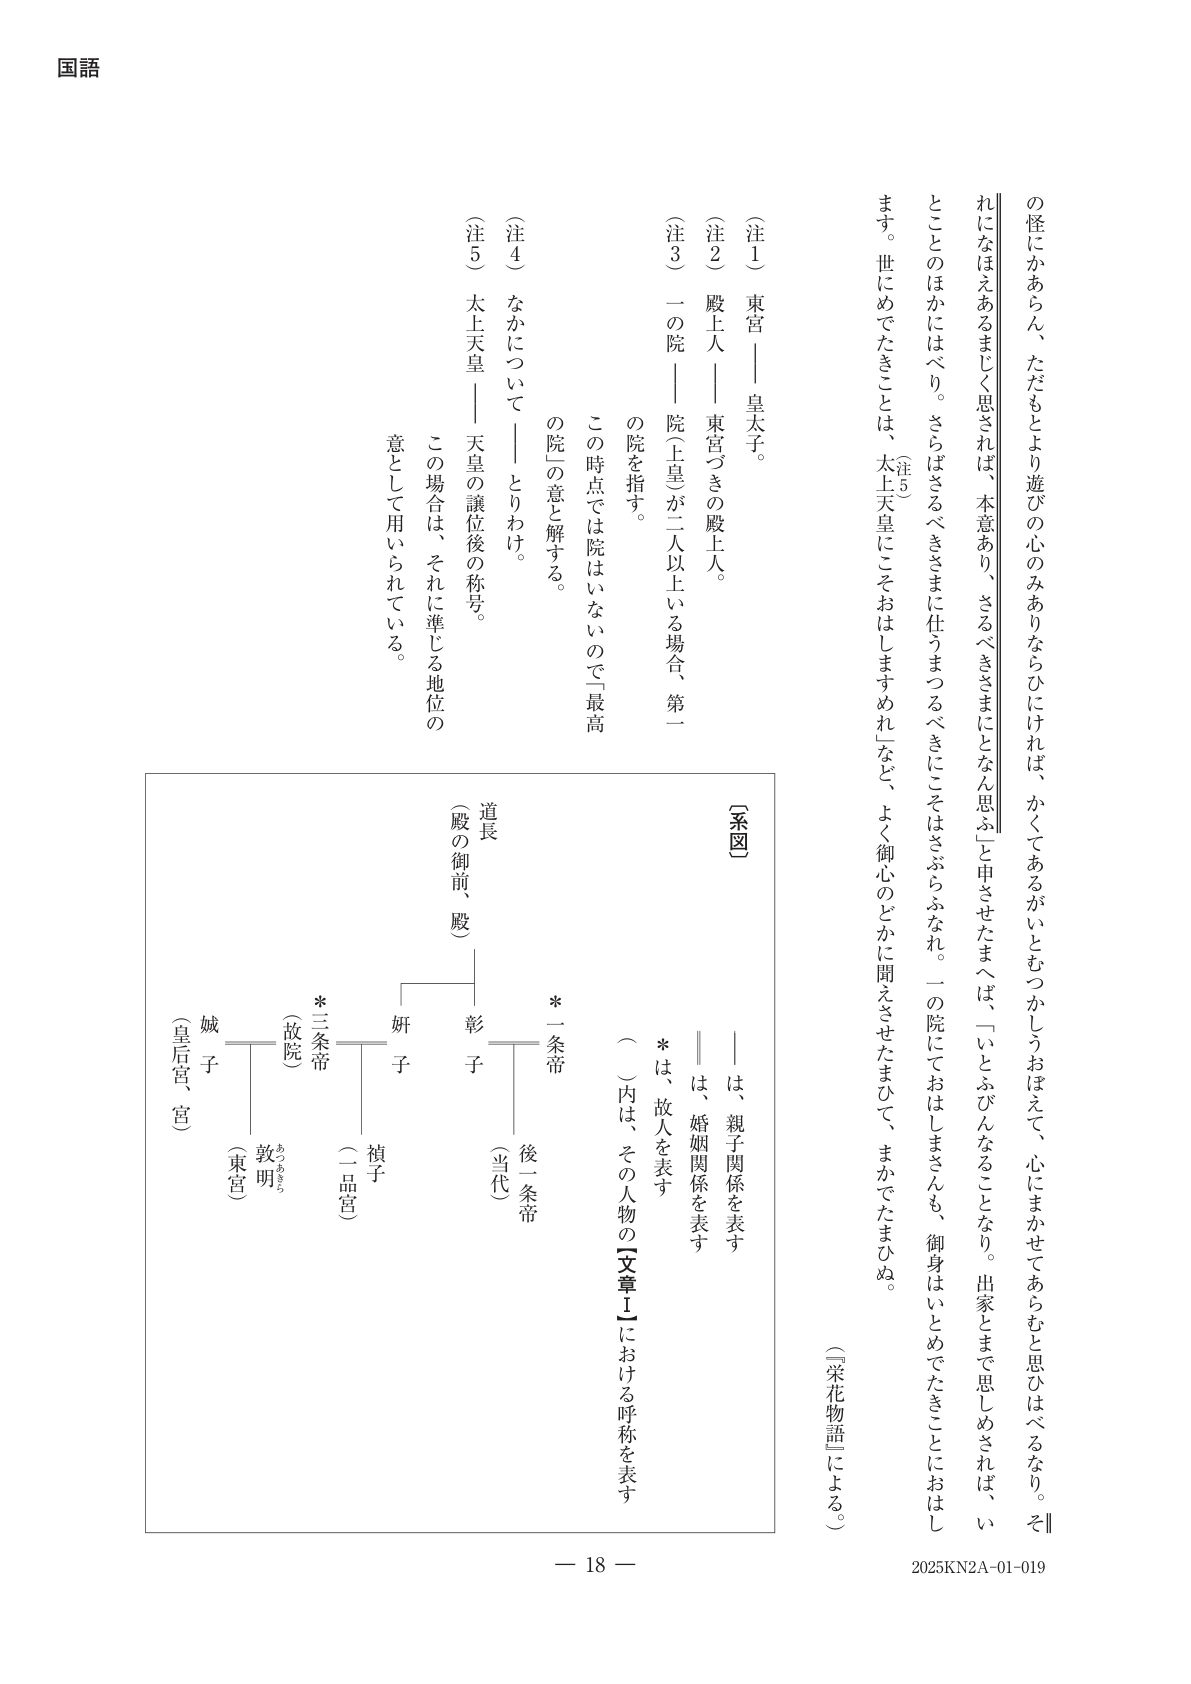 国語
の怪にかあらん、ただもとより遊びの心のみありならひにければ、かくてあるがいとむつかしうおぼえて、心にまかせてあらむと思ひはべるなり。そ
れになほえあるまじく思されば、本意あり、さるべきさまにとなん思ふ」と申させたまへば、「いとふびんなることなり。出家とまで思しめされば、い
とことのほかにはべり。さらばさるべきさまに仕うまつるべきにこそはさぶらふなれ。一の院にておはしまさんも、御身はいとめでたきことにおはし
ます。世にめでたきことは、太上天皇にこそおはしますめれ」など、よく御心のどかに聞えさせたまひて、まかでたまひぬ。
(注5)
(『栄花物語』による。)
(注1) 東宮 ―― 皇太子。
(注2) 殿上人 ―― 東宮づきの殿上人。
(注3) 一の院 ―― 院(上皇)が二人以上いる場合、第一
の院を指す。
この時点では院はいないので「最高
の院」の意と解する。
(注4) なかについて ―― とりわけ。
(注5) 太上天皇 ―― 天皇の譲位後の称号。
この場合は、それに準じる地位の
意として用いられている。
〔系図〕
―― は、親子関係を表す
══ は、婚姻関係を表す
*は、故人を表す
( )内は、その人物の【文章Ⅰ】における呼称を表す
道長
(殿の御前、殿)
*一条帝
彰子
後一条帝
(当代)
姸子
*三条帝
(故院)
禎子
(一品宮)
娍子
(皇后宮、宮)
敦明
あつあきら
(東宮)
― 18 ―
2025KN2A-01-019